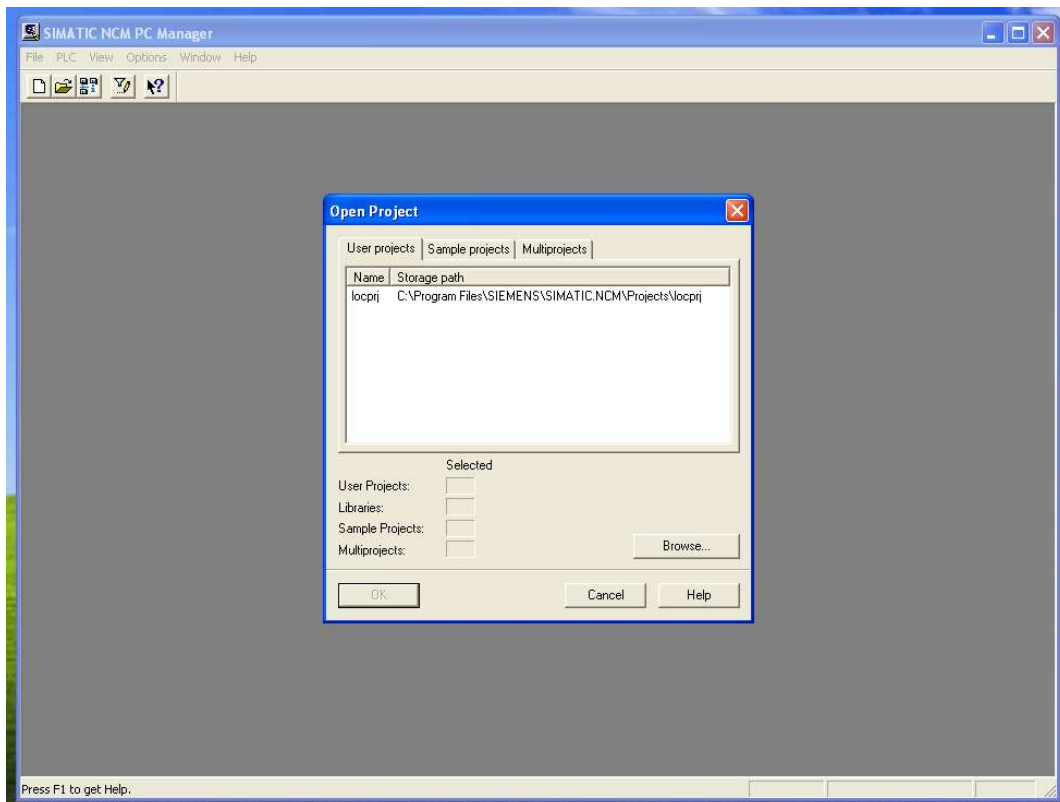 SIMATIC NCM PC Manager
File PLC View Options Window Help
Open Project
User projects Sample projects Multiprojects
Name Storage path
locprj C:\Program Files\SIEMENS\SIMATIC.NCM\Projects\locprj
Selected
User Projects:
Libraries:
Sample Projects:
Multiprojects:
Browse...
OK Cancel Help
Press F1 to get Help.